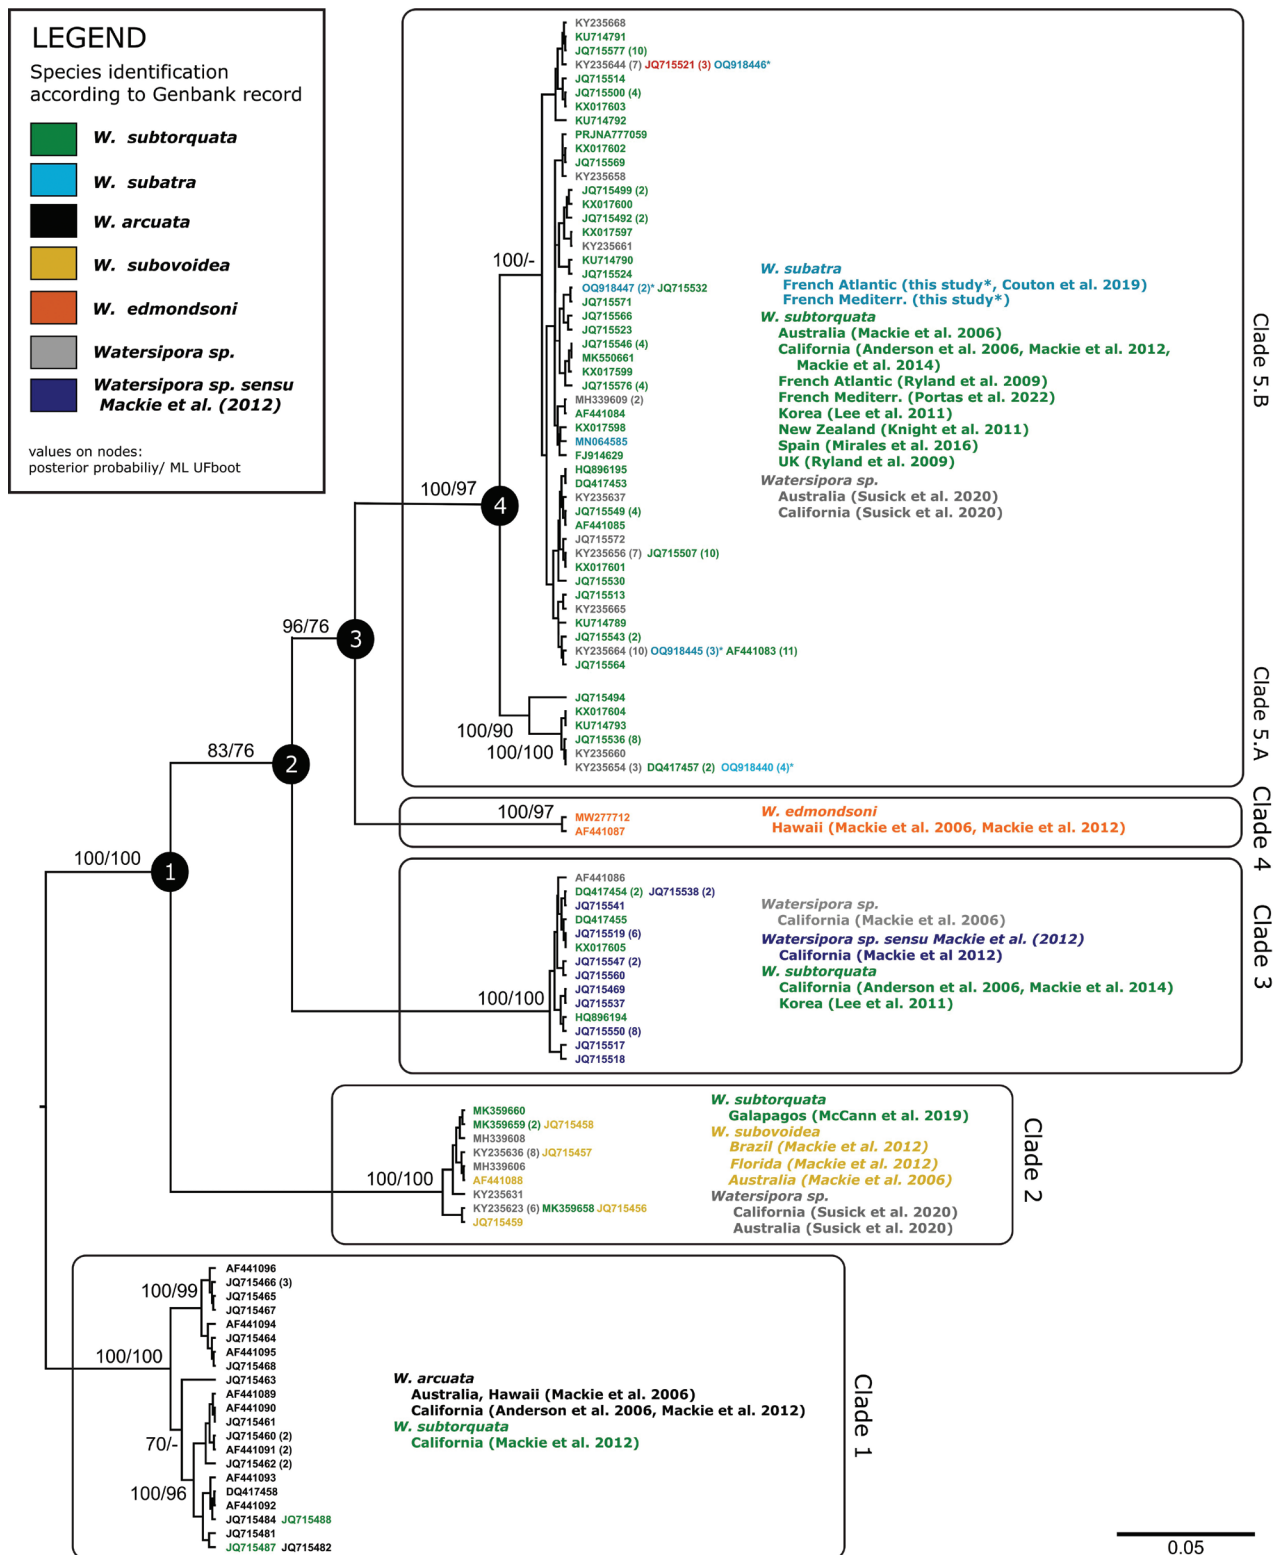 LEGEND
Species identification
according to Genbank record
W. subtorquata
W. subatra
W. arcuata
W. subovoidea
W. edmondsoni
Watersipora sp.
Watersipora sp. sensu
Mackie et al. (2012)
values on nodes:
posterior probabiliy/ ML UFboot
KY235668
KU714791
JQ715577 (10)
KY235644 (7) JQ715521 (3) OQ918446*
JQ715514
JQ715500 (4)
KX017603
KU714792
PRJNA777059
KX017602
JQ715569
KY235658
JQ715499 (2)
KX017600
JQ715492 (2)
KX017597
KY235661
KU714790
JQ715524
OQ918447 (2)* JQ715532
JQ715571
JQ715566
JQ715523
JQ715546 (4)
MK550661
KX017599
JQ715576 (4)
MH339609 (2)
AF441084
KX017598
MN064585
FJ914629
HQ896195
DQ417453
KY235637
JQ715549 (4)
AF441085
JQ715572
KY235656 (7) JQ715507 (10)
KX017601
JQ715530
JQ715513
KY235665
KU714789
JQ715543 (2)
KY235664 (10) OQ918445 (3)* AF441083 (11)
JQ715564
JQ715494
KX017604
KU714793
JQ715536 (8)
KY235660
KY235654 (3) DQ417457 (2) OQ918440 (4)*
100/-
100/97
4
100/90
100/100
W. subatra
French Atlantic (this study*, Couton et al. 2019)
French Mediterr. (this study*)
W. subtorquata
Australia (Mackie et al. 2006)
California (Anderson et al. 2006, Mackie et al. 2012,
Mackie et al. 2014)
French Atlantic (Ryland et al. 2009)
French Mediterr. (Portas et al. 2022)
Korea (Lee et al. 2011)
New Zealand (Knight et al. 2011)
Spain (Mirales et al. 2016)
UK (Ryland et al. 2009)
Watersipora sp.
Australia (Susick et al. 2020)
California (Susick et al. 2020)
Clade 5.B
Clade 5.A
96/76
3
83/76
2
100/100
1
100/97
MW277712
AF441087
W. edmondsoni
Hawaii (Mackie et al. 2006, Mackie et al. 2012)
Clade 4
100/100
AF441086
DQ417454 (2) JQ715538 (2)
JQ715541
DQ417455
JQ715519 (6)
KX017605
JQ715547 (2)
JQ715560
JQ715469
JQ715537
HQ896194
JQ715550 (8)
JQ715517
JQ715518
Watersipora sp.
California (Mackie et al. 2006)
Watersipora sp. sensu Mackie et al. (2012)
California (Mackie et al 2012)
W. subtorquata
California (Anderson et al. 2006, Mackie et al. 2014)
Korea (Lee et al. 2011)
Clade 3
100/100
MK359660
MK359659 (2) JQ715458
MH339608
KY235636 (8) JQ715457
MH339606
AF441088
KY235631
KY235623 (6) MK359658 JQ715456
JQ715459
W. subtorquata
Galapagos (McCann et al. 2019)
W. subovoidea
Brazil (Mackie et al. 2012)
Florida (Mackie et al. 2012)
Australia (Mackie et al. 2006)
Watersipora sp.
California (Susick et al. 2020)
Australia (Susick et al. 2020)
Clade 2
100/99
100/100
70/-
100/96
AF441096
JQ715466 (3)
JQ715465
JQ715467
AF441094
JQ715464
AF441095
JQ715468
JQ715463
AF441089
AF441090
JQ715461
JQ715460 (2)
AF441091 (2)
JQ715462 (2)
AF441093
DQ417458
AF441092
JQ715484 JQ715488
JQ715481
JQ715487 JQ715482
W. arcuata
Australia, Hawaii (Mackie et al. 2006)
California (Anderson et al. 2006, Mackie et al. 2012)
W. subtorquata
California (Mackie et al. 2012)
Clade 1
0.05